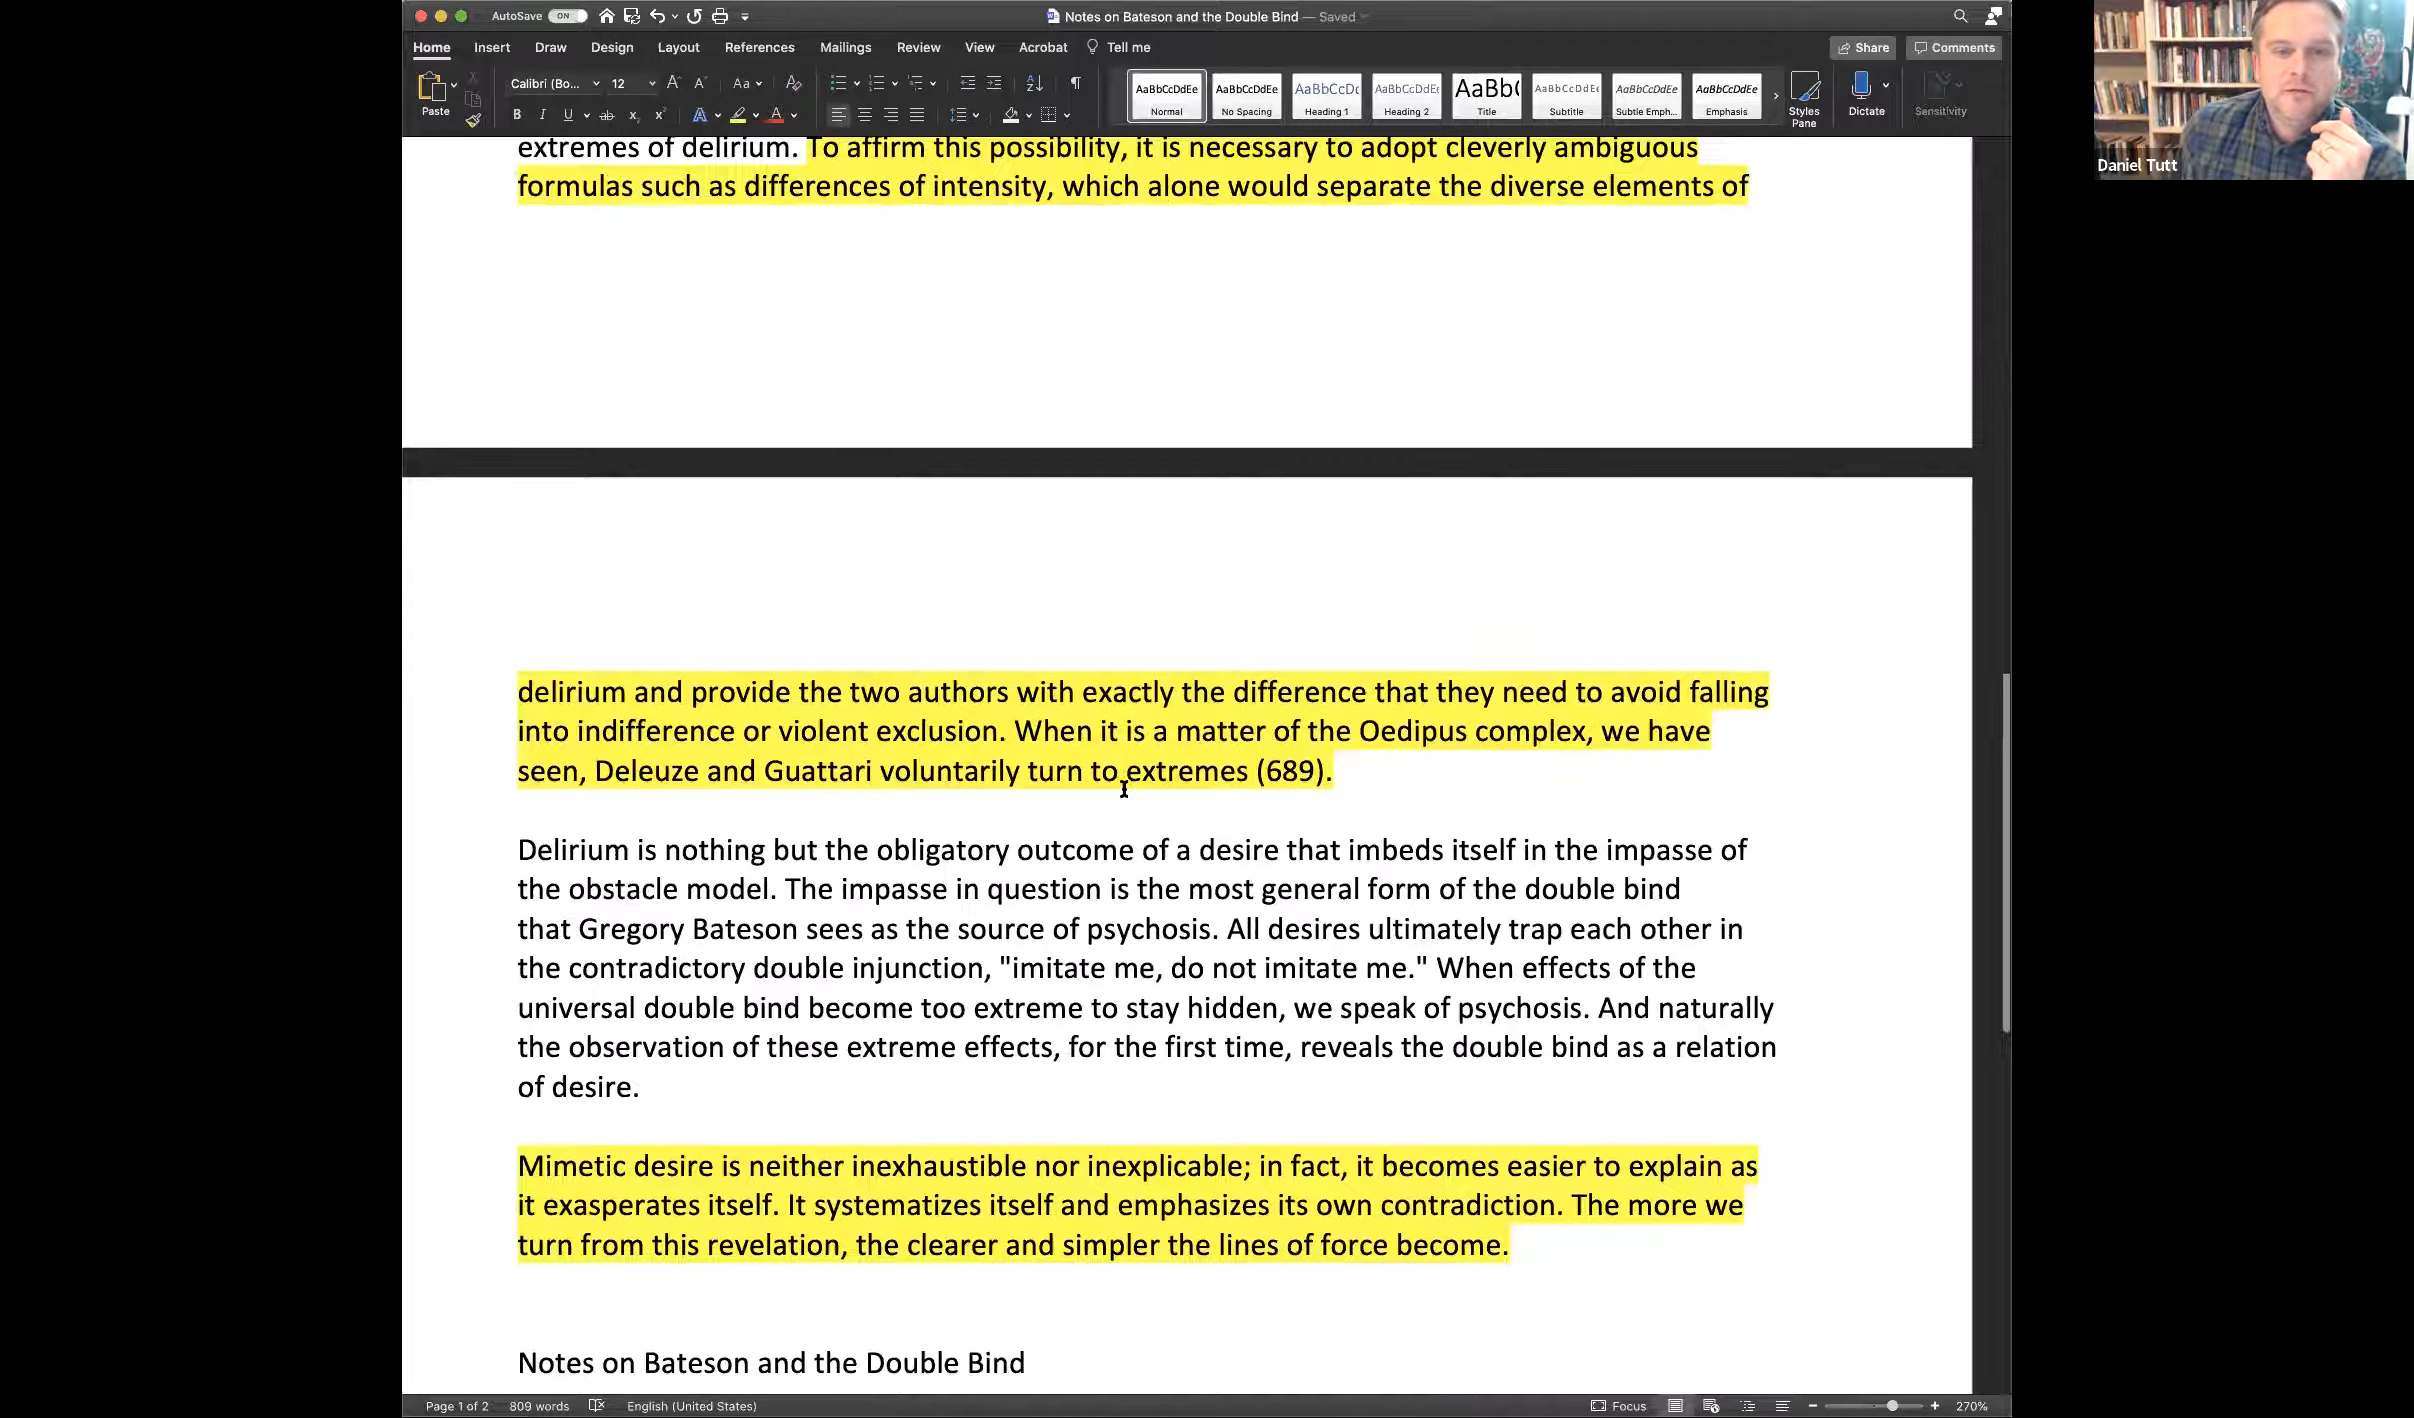 AutoSave ON
Notes on Bateson and the Double Bind — Saved
Home Insert Draw Design Layout References Mailings Review View Acrobat Tell me
Share Comments
Paste
Calibri (Bo... 12
Aa
B I U ab x₂ x²
A A
AaBbCcDdEe AaBbCcDdEe AaBbCcDc AaBbCcDdEe AaBb( AaBbCcDdEe AaBbCcDdEe AaBbCcDdEe
Normal No Spacing Heading 1 Heading 2 Title Subtitle Subtle Emph... Emphasis
Styles
Pane
Dictate
Sensitivity
Daniel Tutt
extremes of delirium. To affirm this possibility, it is necessary to adopt cleverly ambiguous
formulas such as differences of intensity, which alone would separate the diverse elements of
delirium and provide the two authors with exactly the difference that they need to avoid falling
into indifference or violent exclusion. When it is a matter of the Oedipus complex, we have
seen, Deleuze and Guattari voluntarily turn to extremes (689).
Delirium is nothing but the obligatory outcome of a desire that imbeds itself in the impasse of
the obstacle model. The impasse in question is the most general form of the double bind
that Gregory Bateson sees as the source of psychosis. All desires ultimately trap each other in
the contradictory double injunction, "imitate me, do not imitate me." When effects of the
universal double bind become too extreme to stay hidden, we speak of psychosis. And naturally
the observation of these extreme effects, for the first time, reveals the double bind as a relation
of desire.
Mimetic desire is neither inexhaustible nor inexplicable; in fact, it becomes easier to explain as
it exasperates itself. It systematizes itself and emphasizes its own contradiction. The more we
turn from this revelation, the clearer and simpler the lines of force become.
Notes on Bateson and the Double Bind
Page 1 of 2 809 words English (United States)
Focus 270%